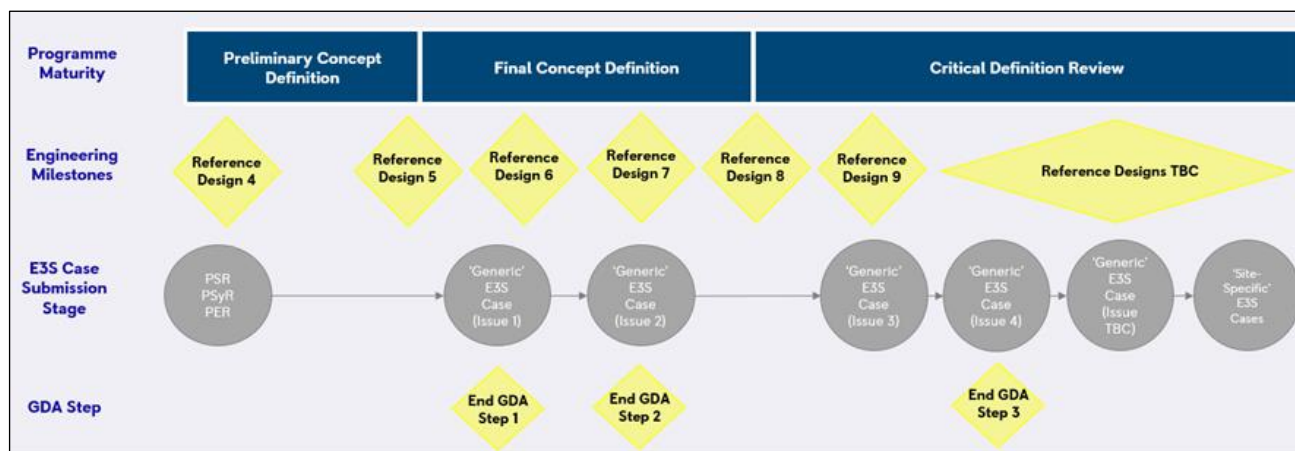 Programme
Maturity
Preliminary Concept
Definition
Final Concept Definition
Critical Definition Review
Engineering
Milestones
Reference
Design 4
Reference
Design 5
Reference
Design 6
Reference
Design 7
Reference
Design 8
Reference
Design 9
Reference Designs TBC
E3S Case
Submission
Stage
PSR
PSyR
PER
'Generic'
E3S
Case
(Issue 1)
'Generic'
E3S
Case
(Issue 2)
'Generic'
E3S
Case
(Issue 3)
'Generic'
E3S
Case
(Issue 4)
'Generic'
E3S
Case
(Issue
TBC)
'Site-
Specific'
E3S
Cases
GDA Step
End GDA
Step 1
End GDA
Step 2
End GDA
Step 3